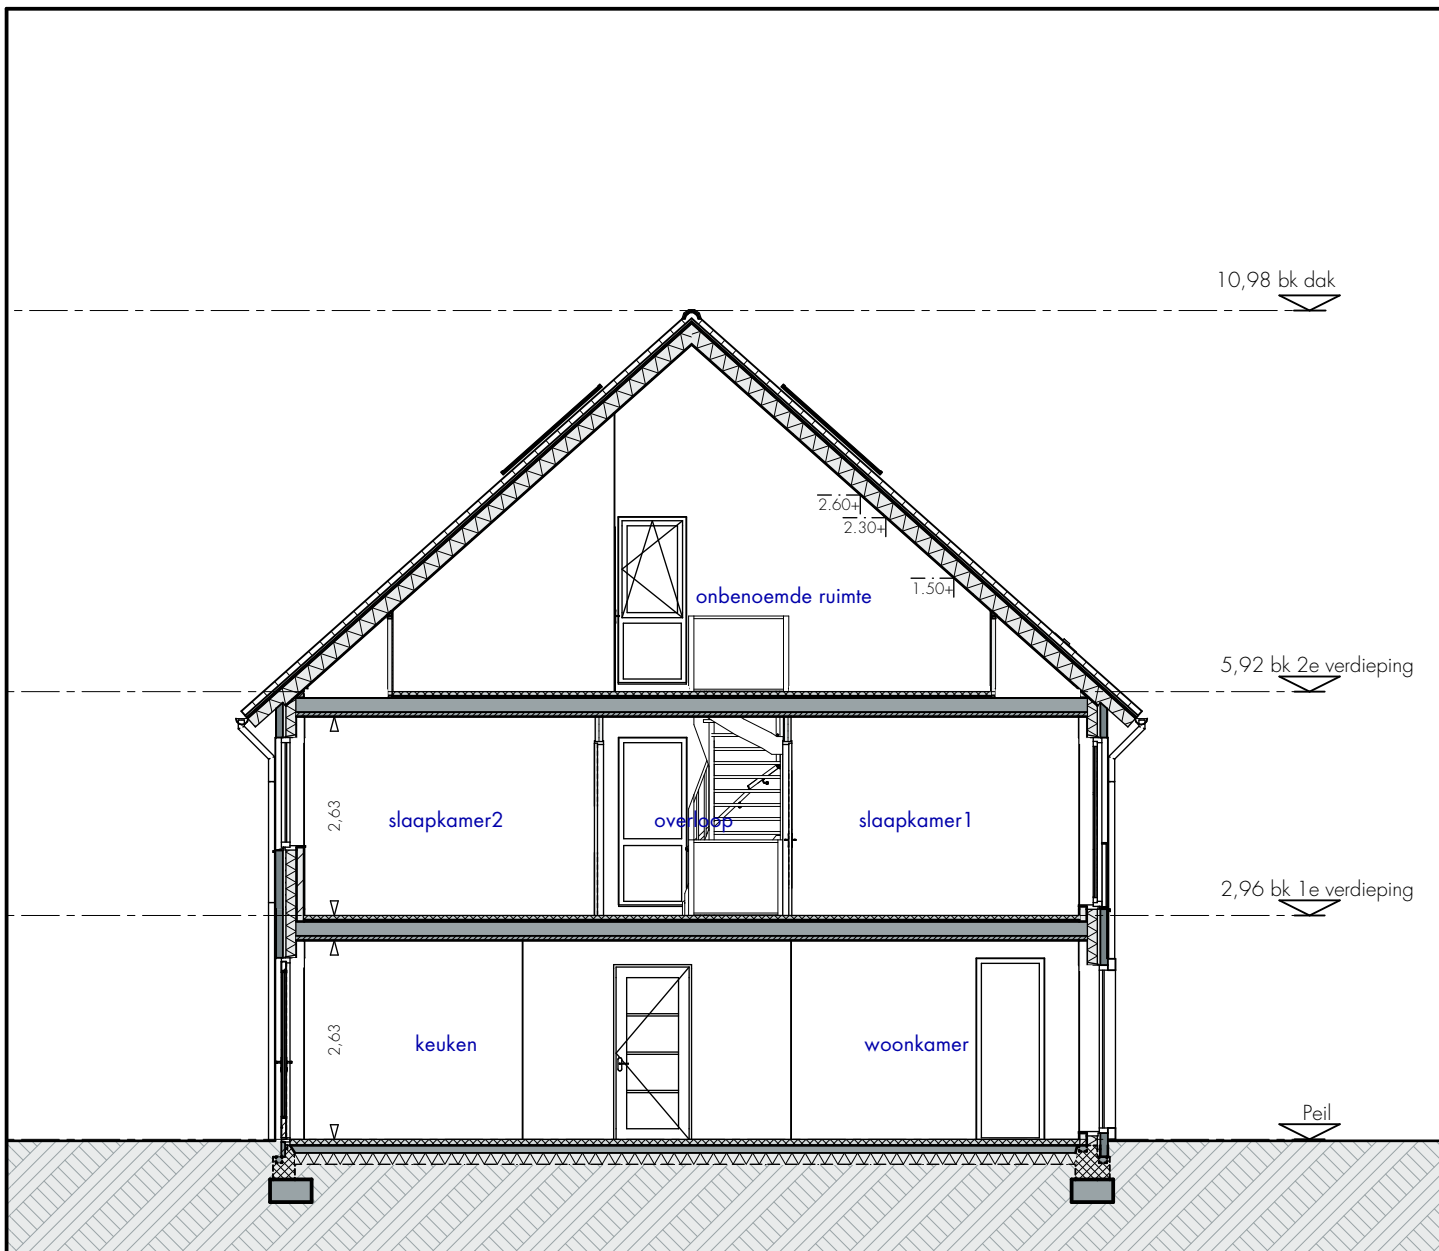 10,98 bk dak
2.60+
2.30+
1.50+
onbenoemde ruimte
5,92 bk 2e verdieping
2,63
slaapkamer2
overloop
slaapkamer1
2,96 bk 1e verdieping
2,63
keuken
woonkamer
Peil